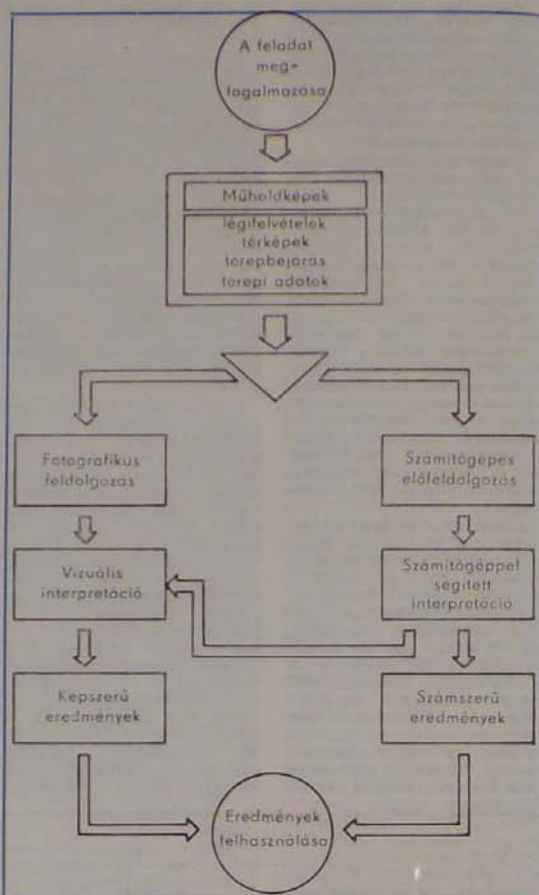 A feladat
meg-
fogalmazása
Műholdképek
légifelvételek
térképek
terepbejárás
terepi adatok
Fotografikus
feldolgozás
Számítógépes
előfeldolgozás
Vizuális
interpretáció
Számítógéppel
segített
interpretáció
Képszerű
eredmények
Számszerű
eredmények
Eredmények
felhasználása